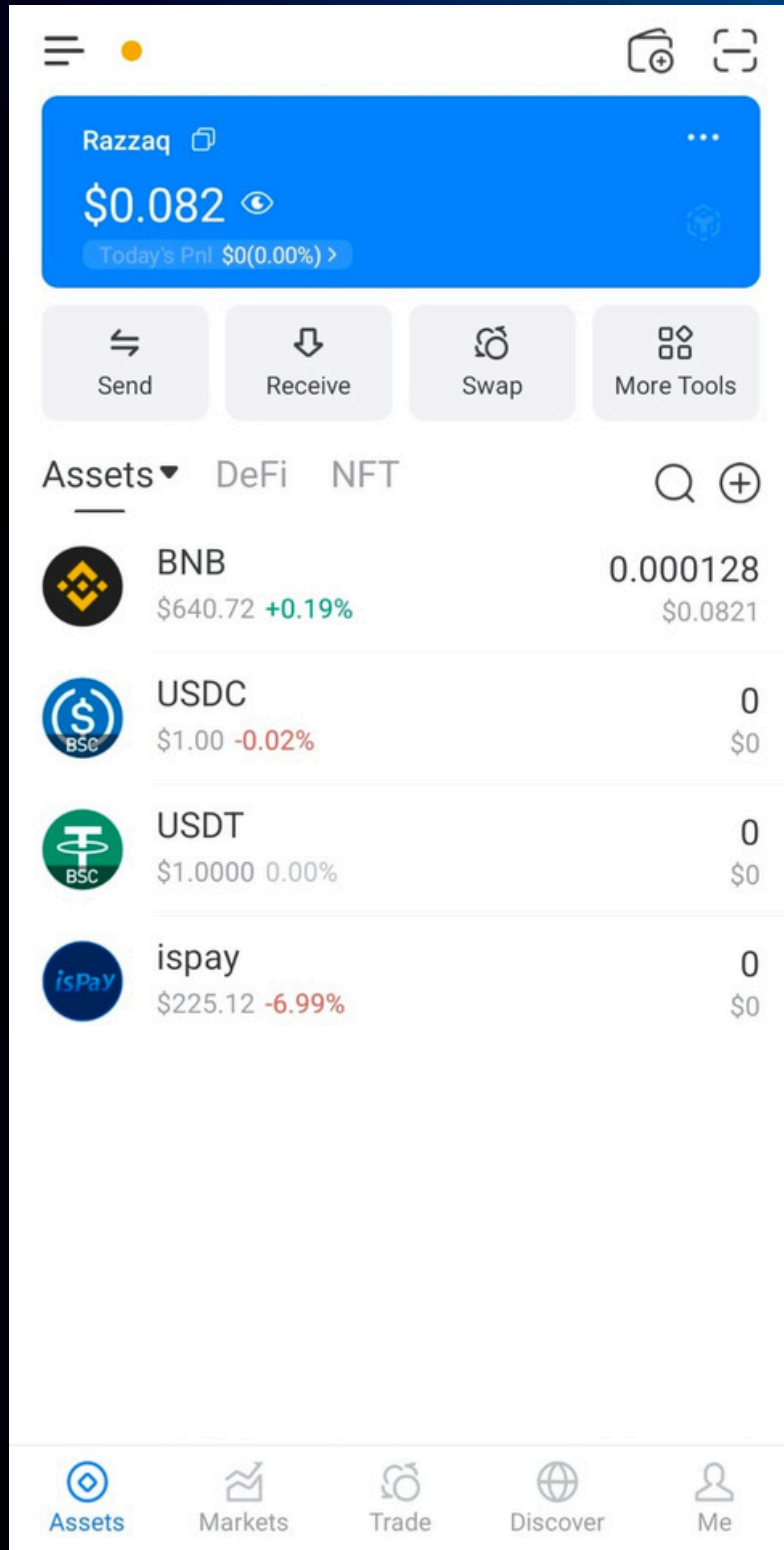 Razzaq
$0.082
Today's Pnl $0(0.00%) >
Send Receive Swap More Tools
Assets DeFi NFT
BNB 0.000128
$640.72 +0.19% $0.0821
USDC 0
BSC $1.00 -0.02% $0
USDT 0
BSC $1.0000 0.00% $0
ispay 0
isPay $225.12 -6.99% $0
Assets Markets Trade Discover Me